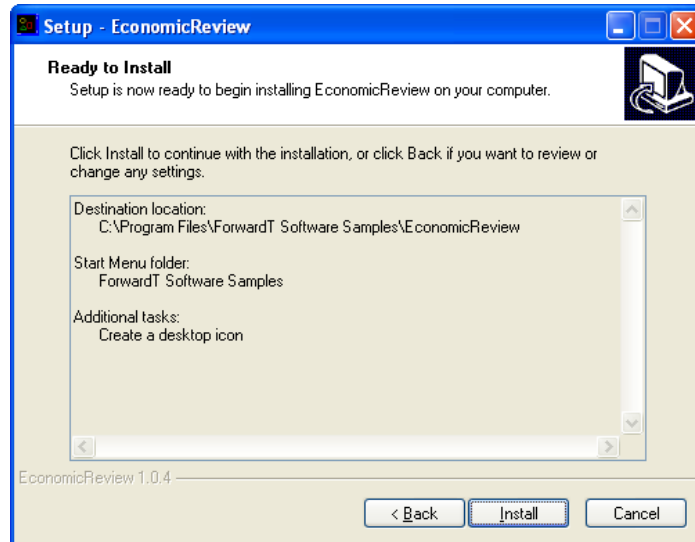 Setup - EconomicReview
Ready to Install
Setup is now ready to begin installing EconomicReview on your computer.
Click Install to continue with the installation, or click Back if you want to review or
change any settings.
Destination location:
C:\Program Files\ForwardT Software Samples\EconomicReview
Start Menu folder:
ForwardT Software Samples
Additional tasks:
Create a desktop icon
EconomicReview 1.0.4
< Back
Install
Cancel